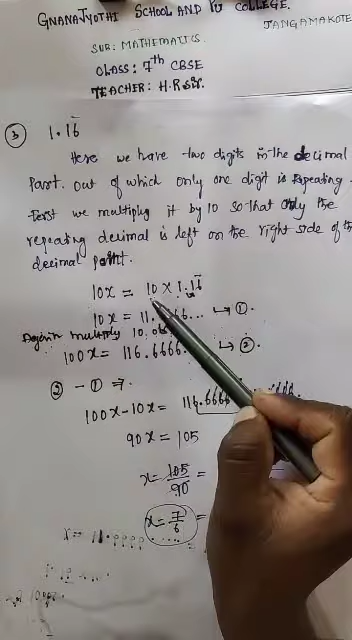 GNANAJYOTHI SCHOOL AND PU COLLEGE.
JANGAMAKOTE
SUB: MATHEMATICS.
CLASS: 7th CBSE
TEACHER: H.R SIR.
③ 1.16̄
Here we have two digits in the decimal
Part. Out of which only one digit is Repeating.
First we multiply it by 10 so that only the
repeating decimal is left on the right side of the
decimal point.
10x = 10 × 1.16̄
10x = 11.6666... ↳ ①.
Again multiply
100x = 116.6666. ↳ ②.
② - ① ⇒
100x - 10x = 116.6666
90x = 105
x = 105/90 =
x = 7/6 =